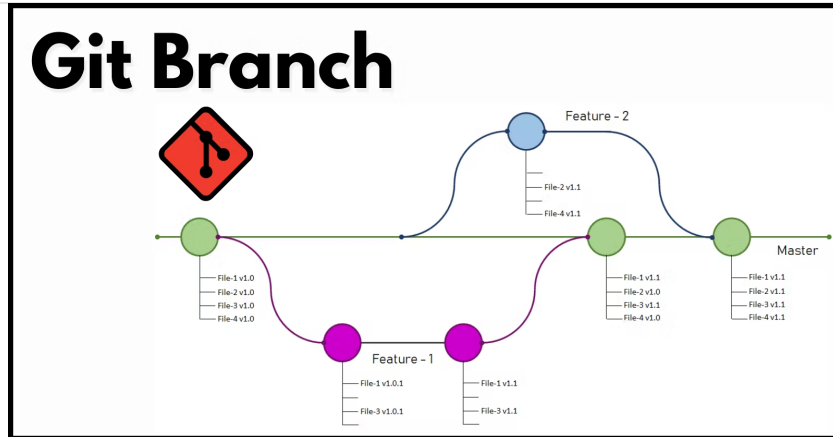 Git Branch
Feature - 2
File-2 v1.1
File-4 v1.1
Master
File-1 v1.0
File-2 v1.0
File-3 v1.0
File-4 v1.0
File-1 v1.1
File-2 v1.0
File-3 v1.1
File-4 v1.0
File-1 v1.1
File-2 v1.1
File-3 v1.1
File-4 v1.1
Feature - 1
File-1 v1.0.1
File-3 v1.0.1
File-1 v1.1
File-3 v1.1